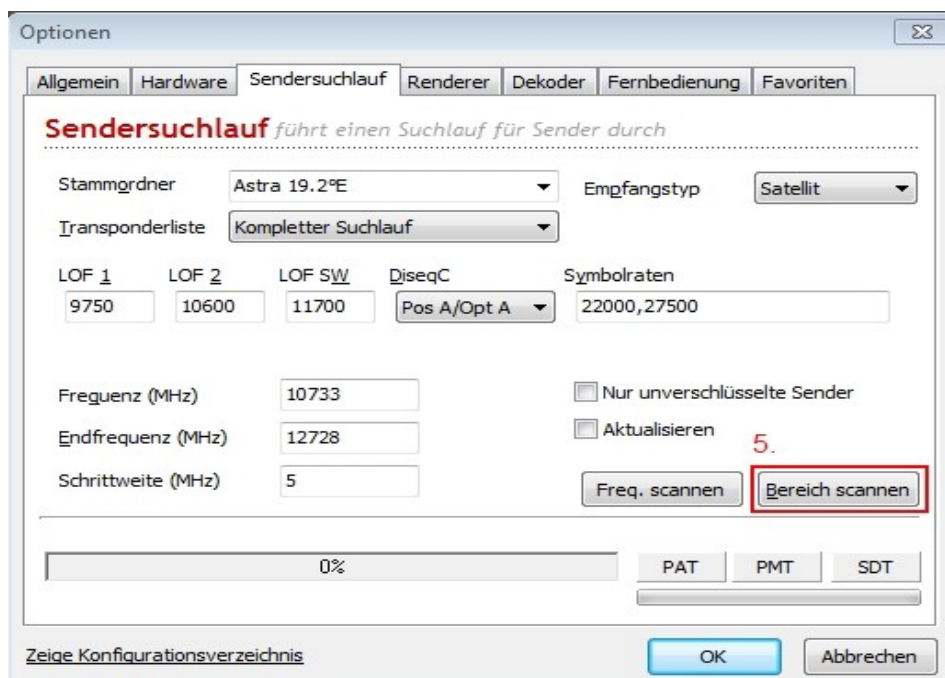 Optionen
Allgemein Hardware Sendersuchlauf Renderer Dekoder Fernbedienung Favoriten
Sendersuchlauf führt einen Suchlauf für Sender durch
Stammordner Astra 19.2ºE Empfangstyp Satellit
Transponderliste Kompletter Suchlauf
LOF 1 LOF 2 LOF SW DiseqC Symbolraten
9750 10600 11700 Pos A/Opt A 22000,27500
Frequenz (MHz) 10733 Nur unverschlüsselte Sender
Endfrequenz (MHz) 12728 Aktualisieren
5.
Schrittweite (MHz) 5 Freq. scannen Bereich scannen
0% PAT PMT SDT
Zeige Konfigurationsverzeichnis OK Abbrechen